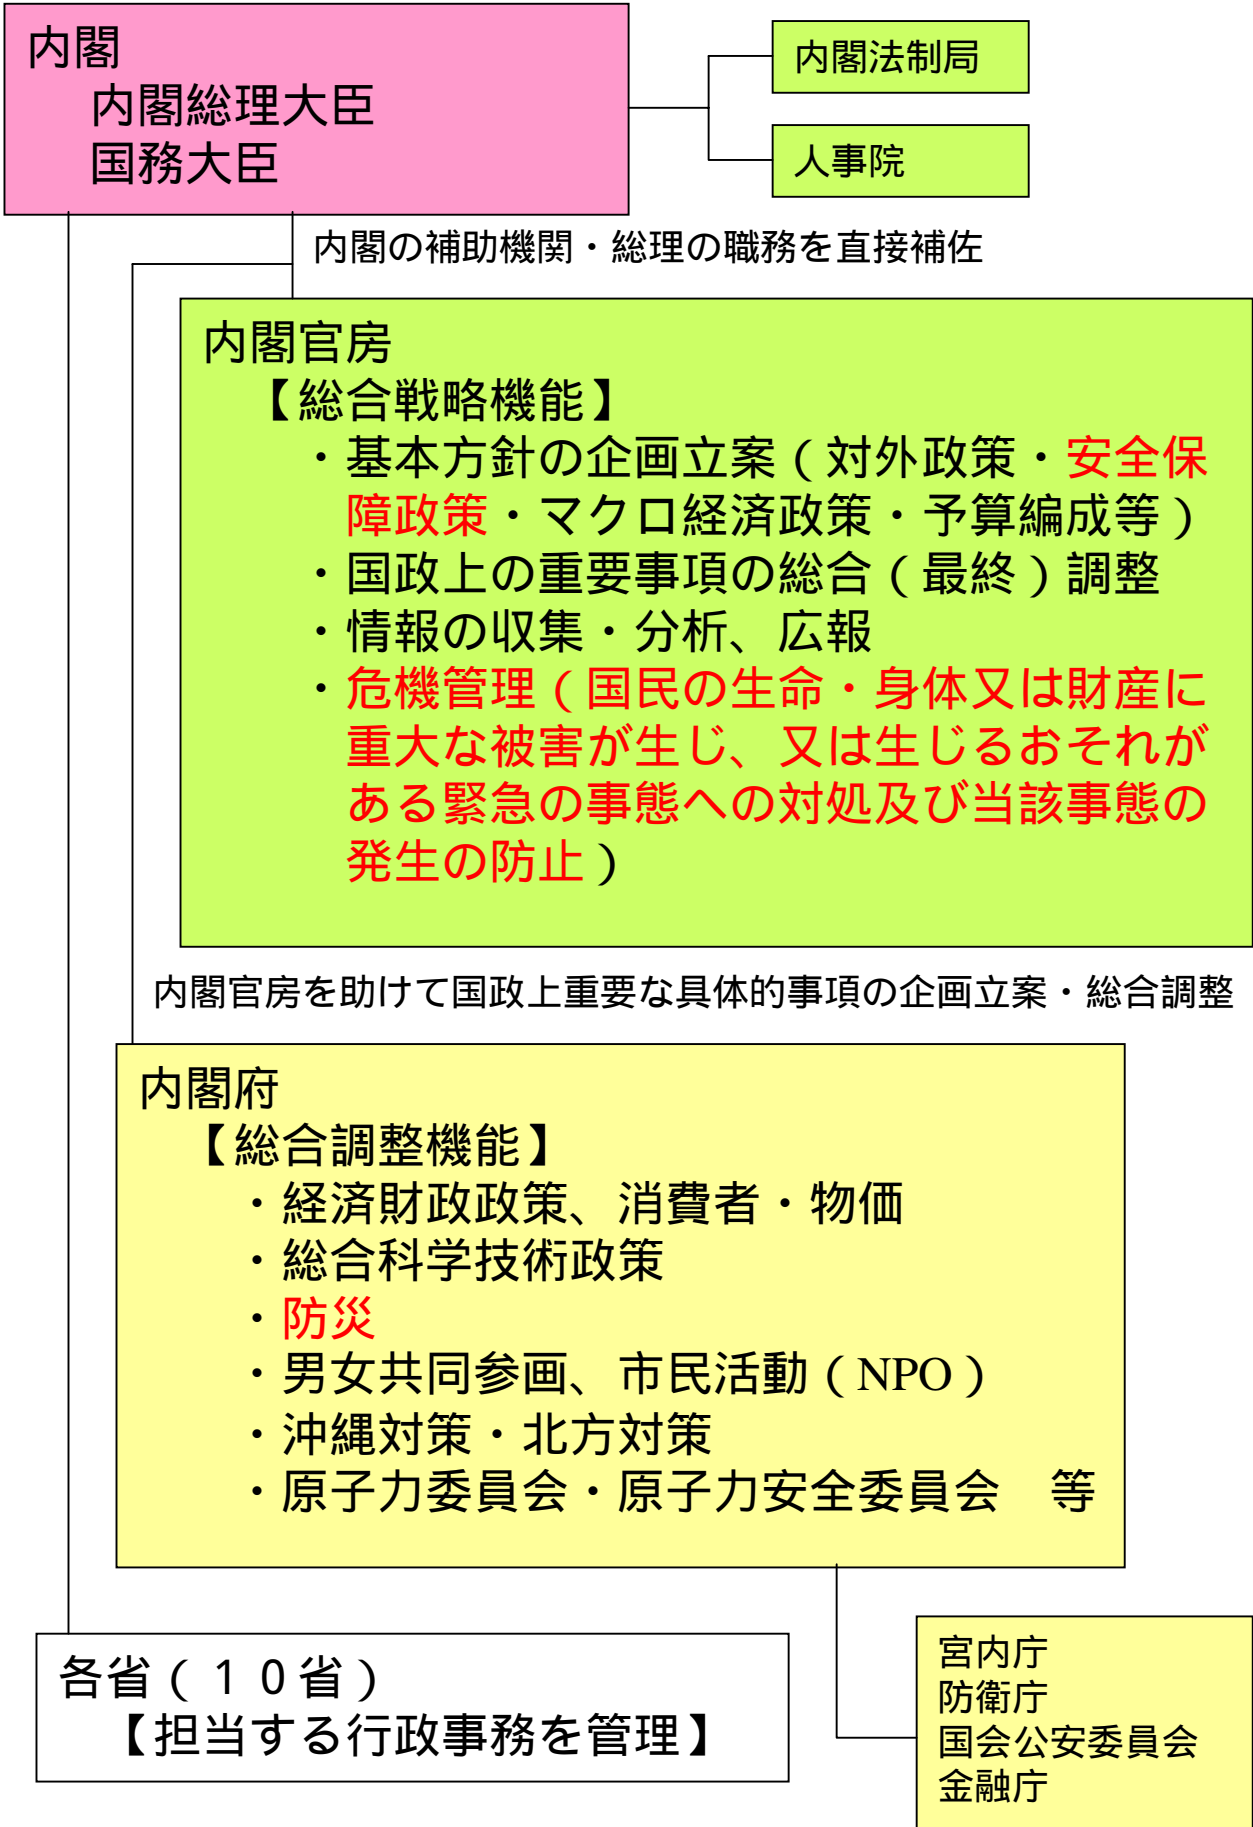 内閣
内閣総理大臣
国務大臣
内閣法制局
人事院
内閣の補助機関・総理の職務を直接補佐
内閣官房
【総合戦略機能】
・基本方針の企画立案（対外政策・安全保
障政策・マクロ経済政策・予算編成等）
・国政上の重要事項の総合（最終）調整
・情報の収集・分析、広報
・危機管理（国民の生命・身体又は財産に
重大な被害が生じ、又は生じるおそれが
ある緊急の事態への対処及び当該事態の
発生の防止）
内閣官房を助けて国政上重要な具体的事項の企画立案・総合調整
内閣府
【総合調整機能】
・経済財政政策、消費者・物価
・総合科学技術政策
・防災
・男女共同参画、市民活動（NPO）
・沖縄対策・北方対策
・原子力委員会・原子力安全委員会　等
各省（１０省）
【担当する行政事務を管理】
宮内庁
防衛庁
国会公安委員会
金融庁